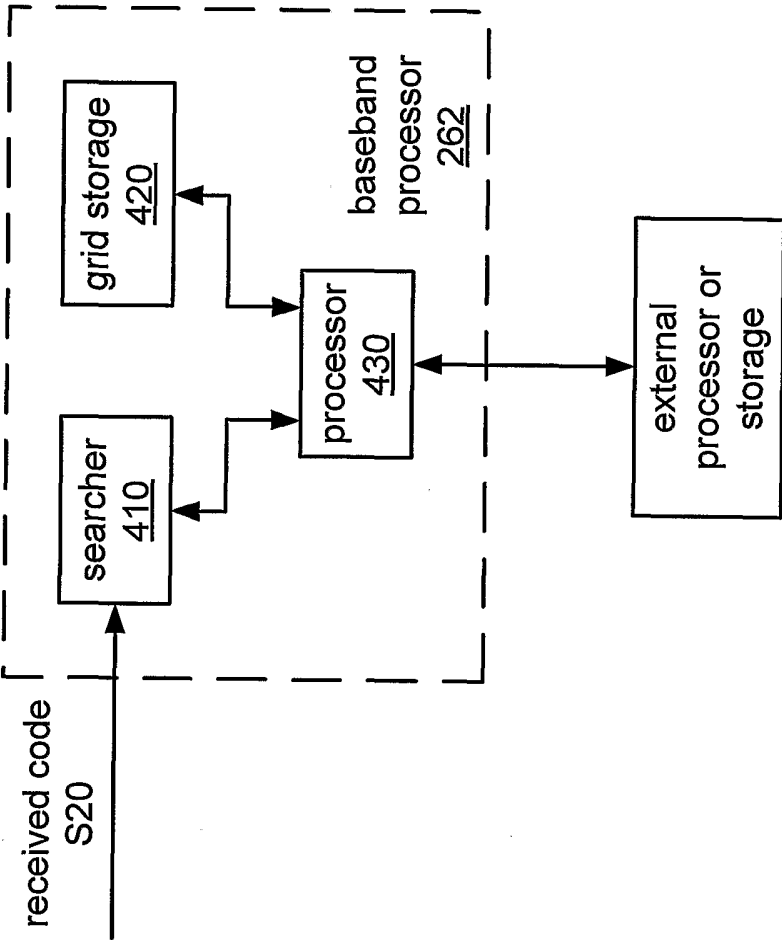 received code
S20
searcher
410
grid storage
420
processor
430
baseband
processor
262
external
processor or
storage